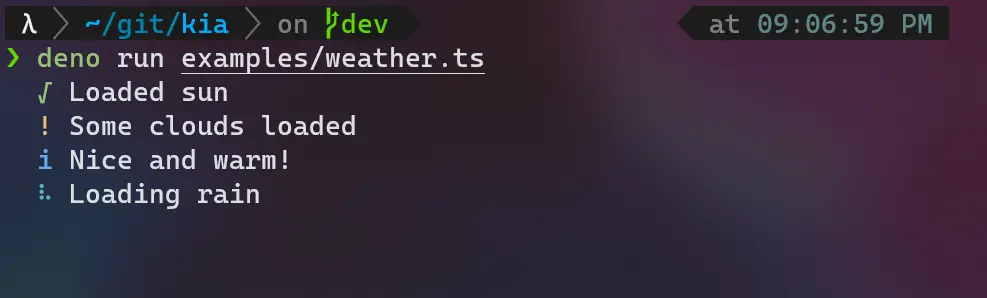 λ ~/git/kia on dev at 09:06:59 PM
❯ deno run examples/weather.ts
√ Loaded sun
! Some clouds loaded
i Nice and warm!
⠧ Loading rain